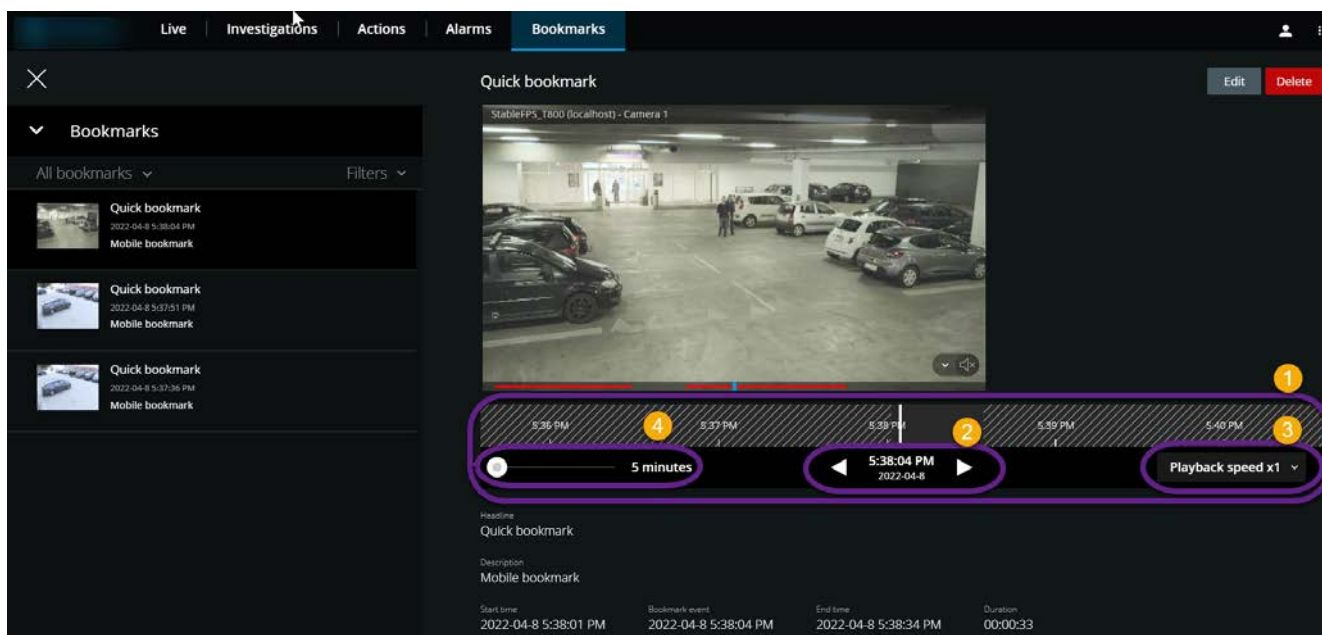 Live Investigations Actions Alarms Bookmarks
Quick bookmark
Edit Delete
StableFPS_T800 (localhost) - Camera 1
Bookmarks
All bookmarks Filters
Quick bookmark
2022-04-8 5:38:04 PM
Mobile bookmark
Quick bookmark
2022-04-8 5:37:51 PM
Mobile bookmark
Quick bookmark
2022-04-8 5:37:36 PM
Mobile bookmark
1
5:36 PM 4 5:37 PM 5:38 PM 2 5:39 PM 5:40 PM 3
5 minutes
5:38:04 PM
2022-04-8
Playback speed x1
Headline
Quick bookmark
Description
Mobile bookmark
Start time Bookmark event End time Duration
2022-04-8 5:38:01 PM 2022-04-8 5:38:04 PM 2022-04-8 5:38:34 PM 00:00:33